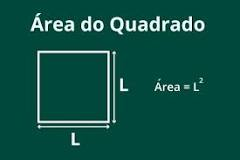 Área do Quadrado
L
Área = L²
L